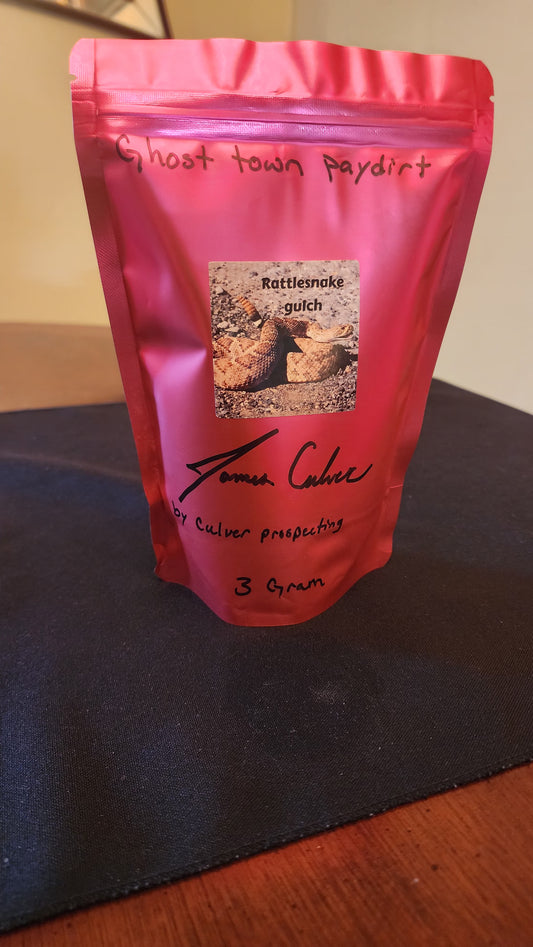 Ghost town paydirt
Rattlesnake
gulch
James Culver
by Culver prospecting
3 Gram